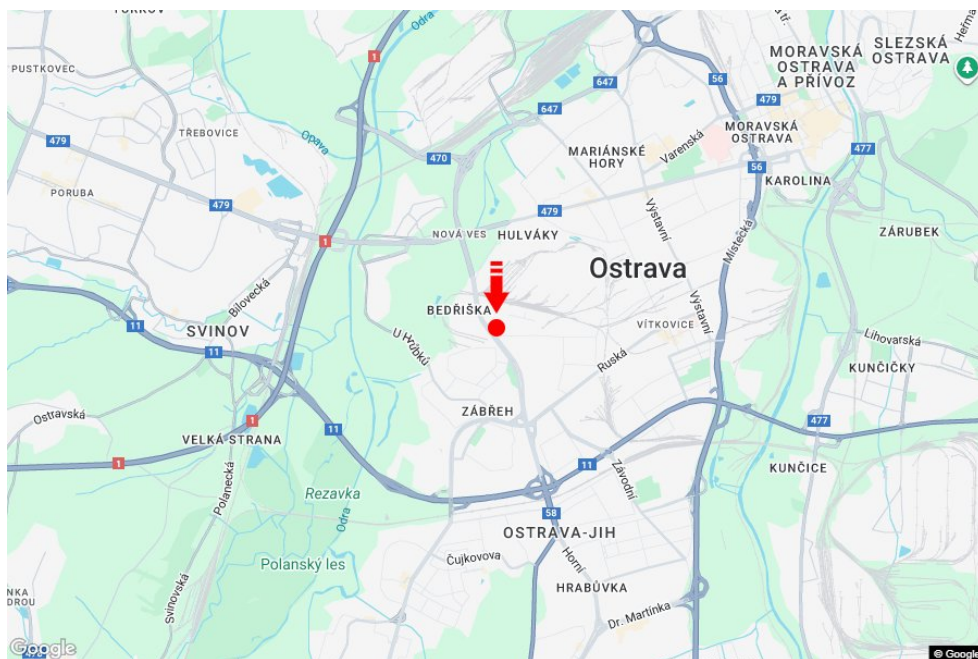 TŘEBOVICE
PUSTKOVEC
Odra
1
56
tř.
MORAVSKÁ
OSTRAVA
A PŘÍVOZ
SLEZSKÁ
OSTRAVA
647
647
479
479
Opava
470
MARIÁNSKÉ
HORY
Varenská
MORAVSKÁ
OSTRAVA
477
56
KAROLINA
PORUBA
479
479
Výstavní
NOVÁ VES
HULVÁKY
1
ZÁRUBEK
Místecká
Ostrava
Bílovecká
BEDŘIŠKA
Výstavní
11
SVINOV
U Hrůbků
VÍTKOVICE
Lihovarská
11
Ruská
KUNČIČKY
Ostravská
1
ZÁBŘEH
477
VELKÁ STRANA
11
1
11
KUNČICE
Polanecká
Závodní
Rezavka
Odra
58
OSTRAVA-JIH
Polanský les
Čujkovova
Horní
HRABŮVKA
Svinovská
Dr. Martínka
Google
© Google